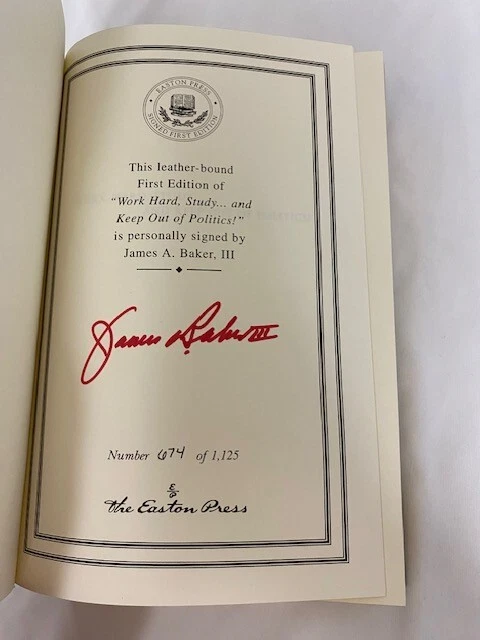 EASTON PRESS
SIGNED FIRST EDITION
This leather-bound
First Edition of
"Work Hard, Study... and
Keep Out of Politics!"
is personally signed by
James A. Baker, III
James Baker III
Number 674 of 1,125
E
P
The Easton Press